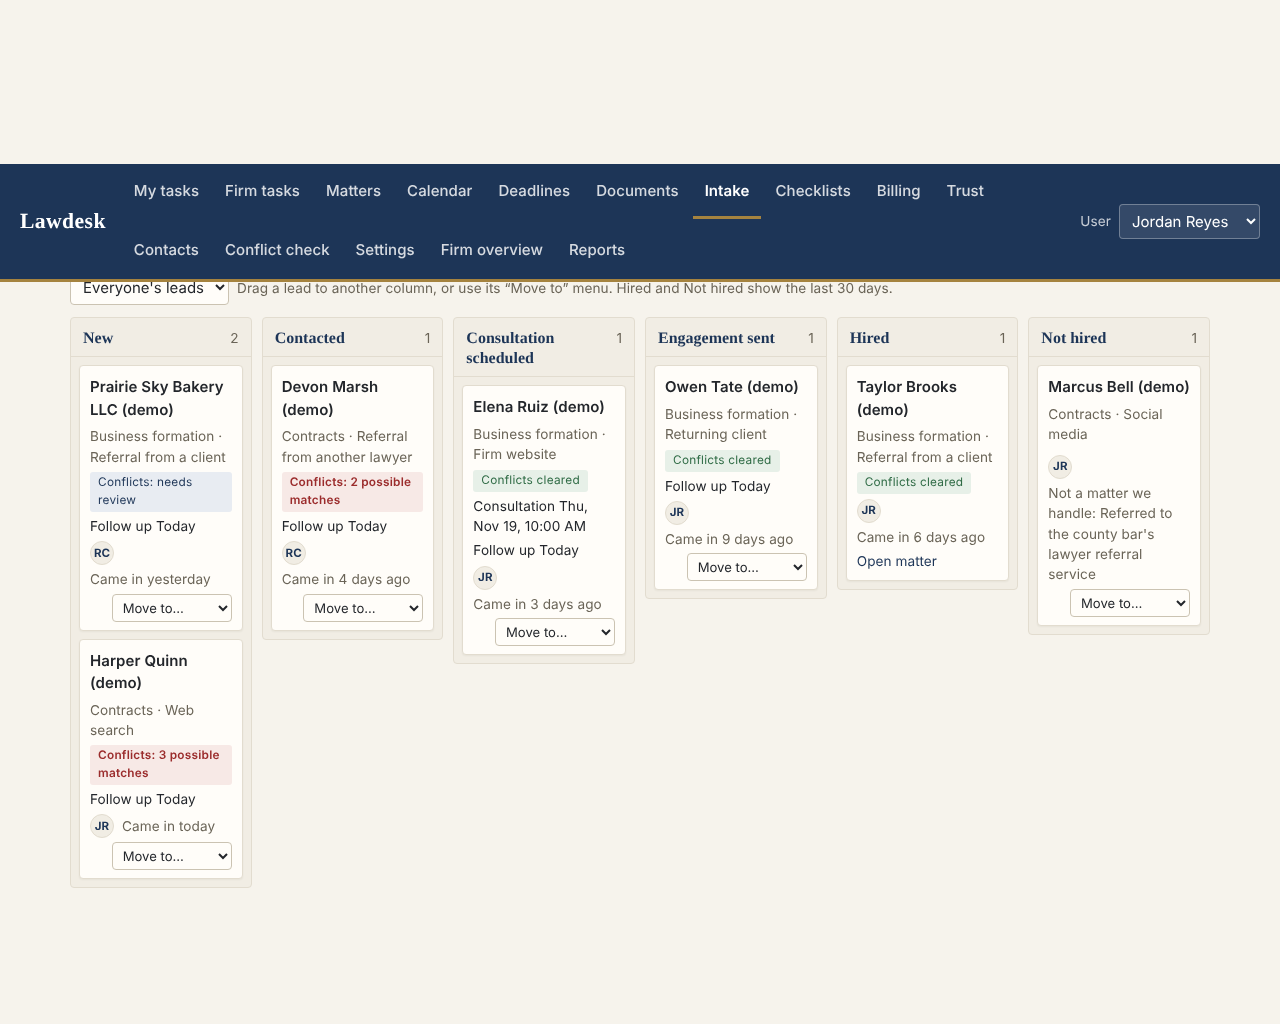 Lawdesk
My tasks
Firm tasks
Matters
Calendar
Deadlines
Documents
Intake
Checklists
Billing
Trust
Contacts
Conflict check
Settings
Firm overview
Reports
User
Jordan Reyes
Everyone's leads
Drag a lead to another column, or use its “Move to” menu. Hired and Not hired show the last 30 days.
New
2
Prairie Sky Bakery
LLC (demo)
Business formation ·
Referral from a client
Conflicts: needs
review
Follow up Today
RC
Came in yesterday
Move to...
Harper Quinn
(demo)
Contracts · Web
search
Conflicts: 3 possible
matches
Follow up Today
JR
Came in today
Move to...
Contacted
1
Devon Marsh
(demo)
Contracts · Referral
from another lawyer
Conflicts: 2 possible
matches
Follow up Today
RC
Came in 4 days ago
Move to...
Consultation
scheduled
1
Elena Ruiz (demo)
Business formation ·
Firm website
Conflicts cleared
Consultation Thu,
Nov 19, 10:00 AM
Follow up Today
JR
Came in 3 days ago
Move to...
Engagement sent
1
Owen Tate (demo)
Business formation ·
Returning client
Conflicts cleared
Follow up Today
JR
Came in 9 days ago
Move to...
Hired
1
Taylor Brooks
(demo)
Business formation ·
Referral from a client
Conflicts cleared
JR
Came in 6 days ago
Open matter
Not hired
1
Marcus Bell (demo)
Contracts · Social
media
JR
Not a matter we
handle: Referred to
the county bar's
lawyer referral
service
Move to...